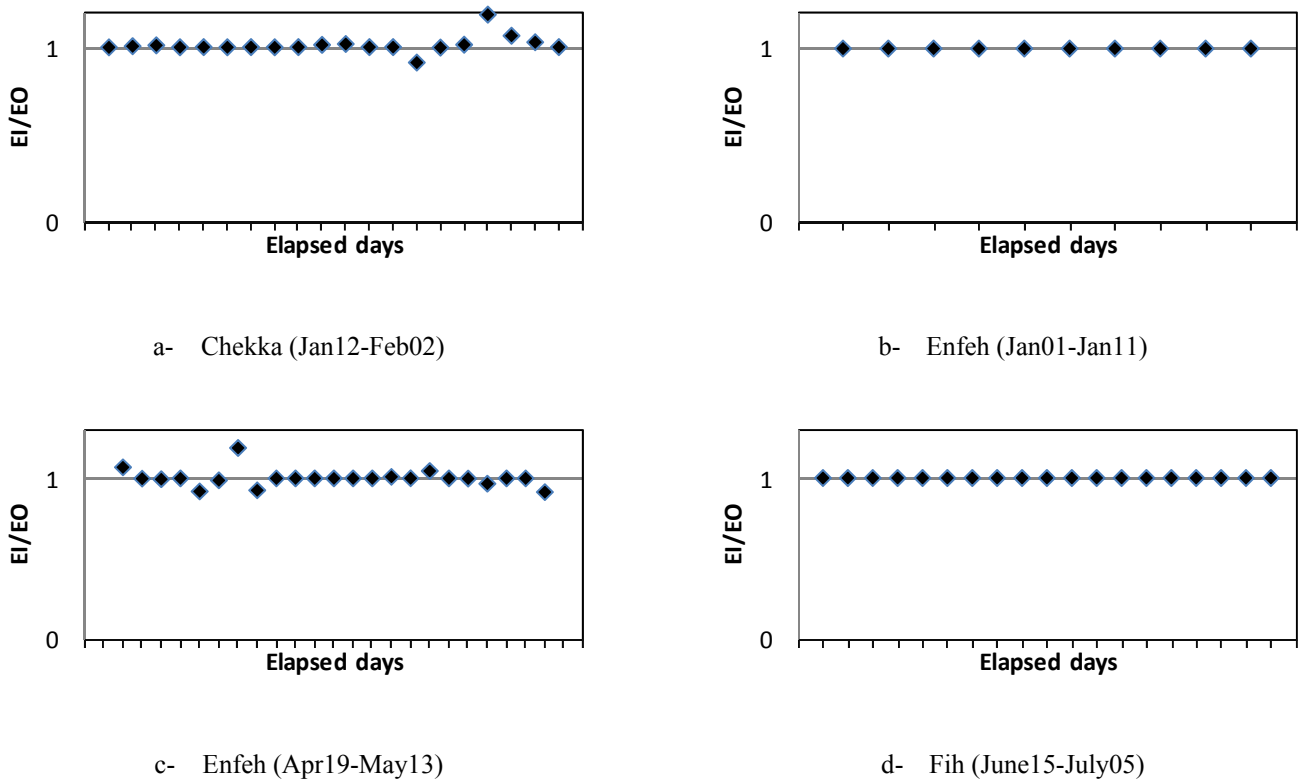 1
EI/EO
0
Elapsed days
a- Chekka (Jan12-Feb02)
1
EI/EO
0
Elapsed days
b- Enfeh (Jan01-Jan11)
1
EI/EO
0
Elapsed days
c- Enfeh (Apr19-May13)
1
EI/EO
0
Elapsed days
d- Fih (June15-July05)